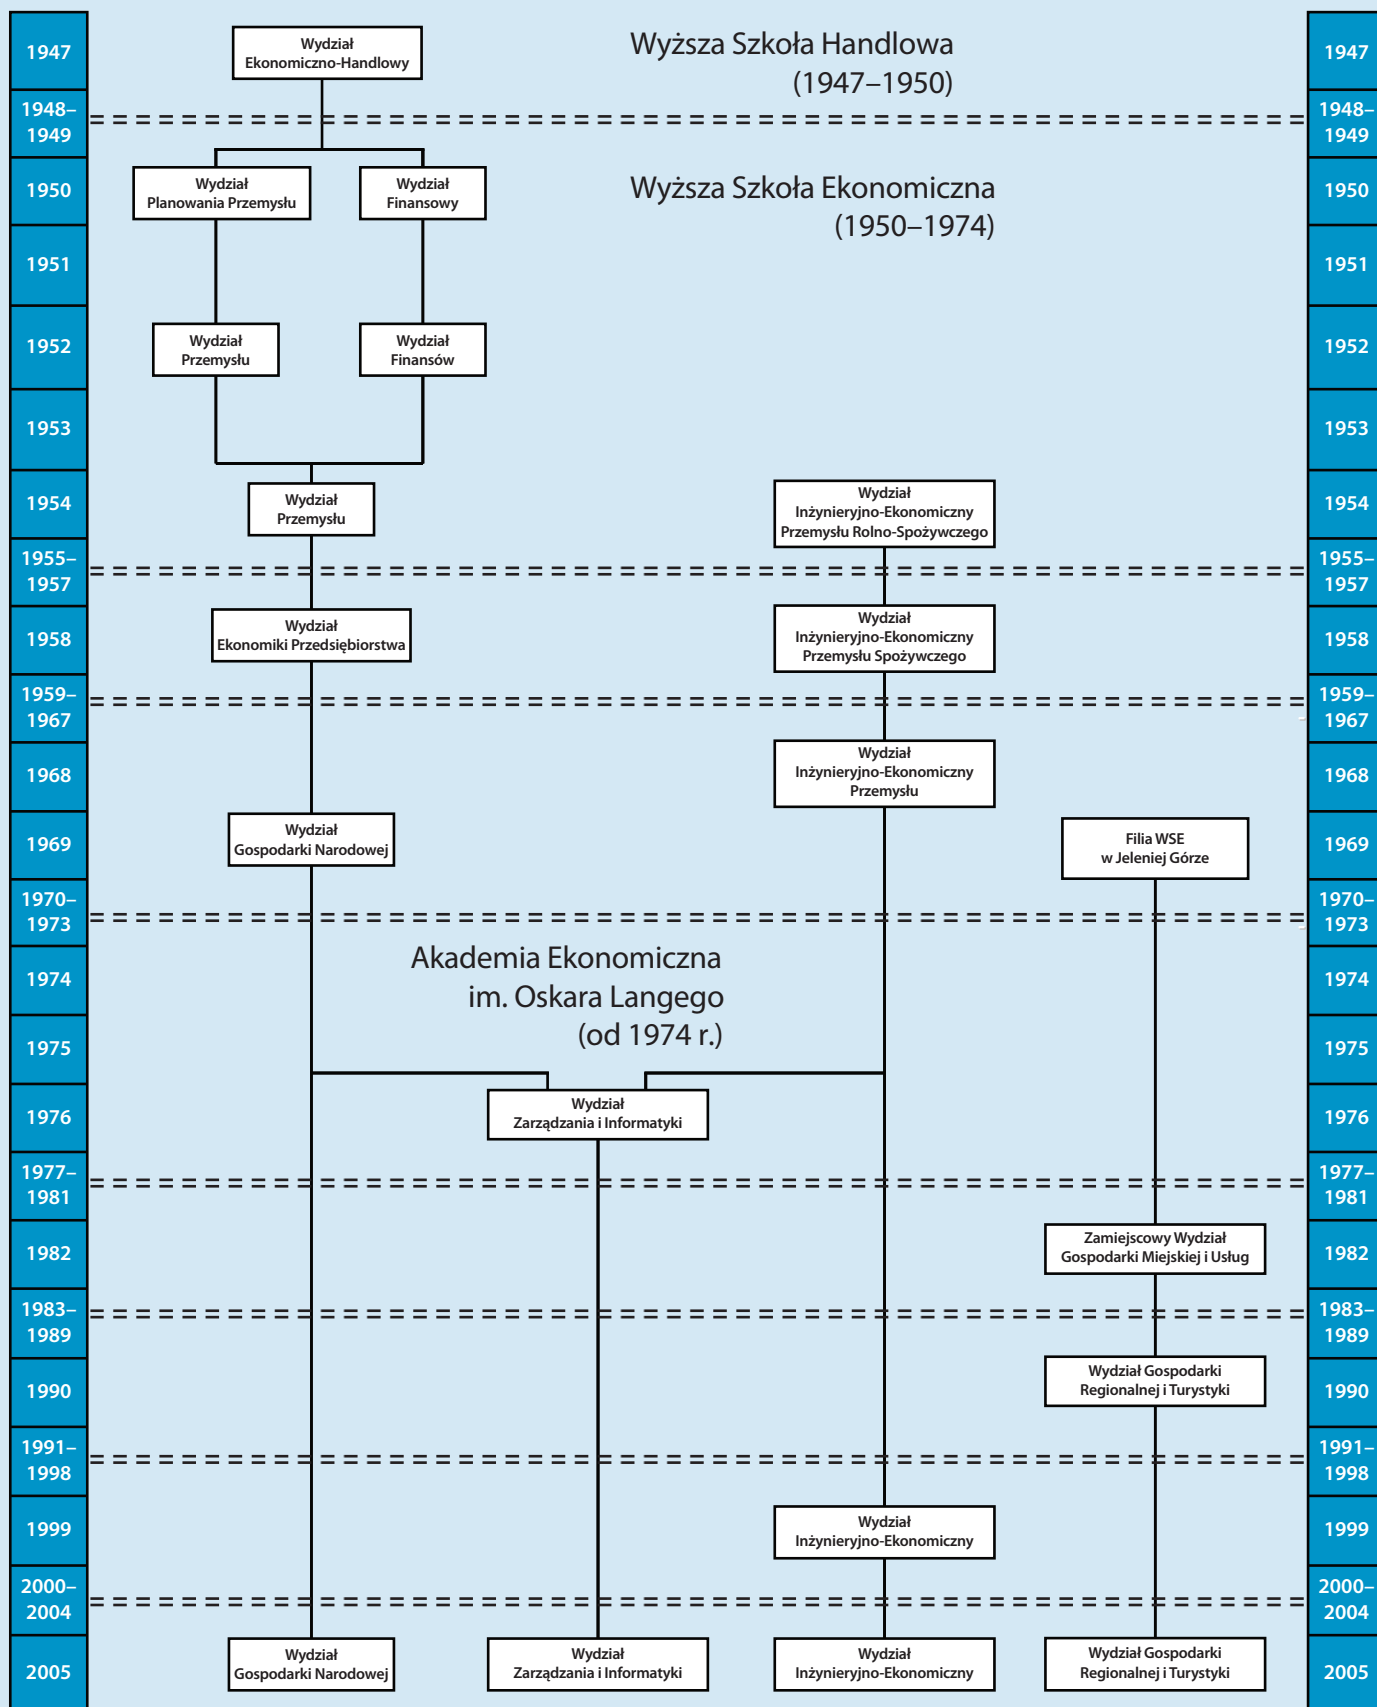 1947
Wydział
Ekonomiczno-Handlowy
Wyższa Szkoła Handlowa
(1947–1950)
1947
1948–
1949
1948–
1949
1950
Wydział
Planowania Przemysłu
Wydział
Finansowy
Wyższa Szkoła Ekonomiczna
(1950–1974)
1950
1951
1951
1952
Wydział
Przemysłu
Wydział
Finansów
1952
1953
1953
1954
Wydział
Przemysłu
Wydział
Inżynieryjno-Ekonomiczny
Przemysłu Rolno-Spożywczego
1954
1955–
1957
1955–
1957
1958
Wydział
Ekonomiki Przedsiębiorstwa
Wydział
Inżynieryjno-Ekonomiczny
Przemysłu Spożywczego
1958
1959–
1967
1959–
1967
1968
Wydział
Inżynieryjno-Ekonomiczny
Przemysłu
1968
1969
Wydział
Gospodarki Narodowej
Filia WSE
w Jeleniej Górze
1969
1970–
1973
1970–
1973
1974
Akademia Ekonomiczna
im. Oskara Langego
(od 1974 r.)
1974
1975
1975
1976
Wydział
Zarządzania i Informatyki
1976
1977–
1981
1977–
1981
1982
Zamiejscowy Wydział
Gospodarki Miejskiej i Usług
1982
1983–
1989
1983–
1989
1990
Wydział Gospodarki
Regionalnej i Turystyki
1990
1991–
1998
1991–
1998
1999
Wydział
Inżynieryjno-Ekonomiczny
1999
2000–
2004
2000–
2004
2005
Wydział
Gospodarki Narodowej
Wydział
Zarządzania i Informatyki
Wydział
Inżynieryjno-Ekonomiczny
Wydział Gospodarki
Regionalnej i Turystyki
2005